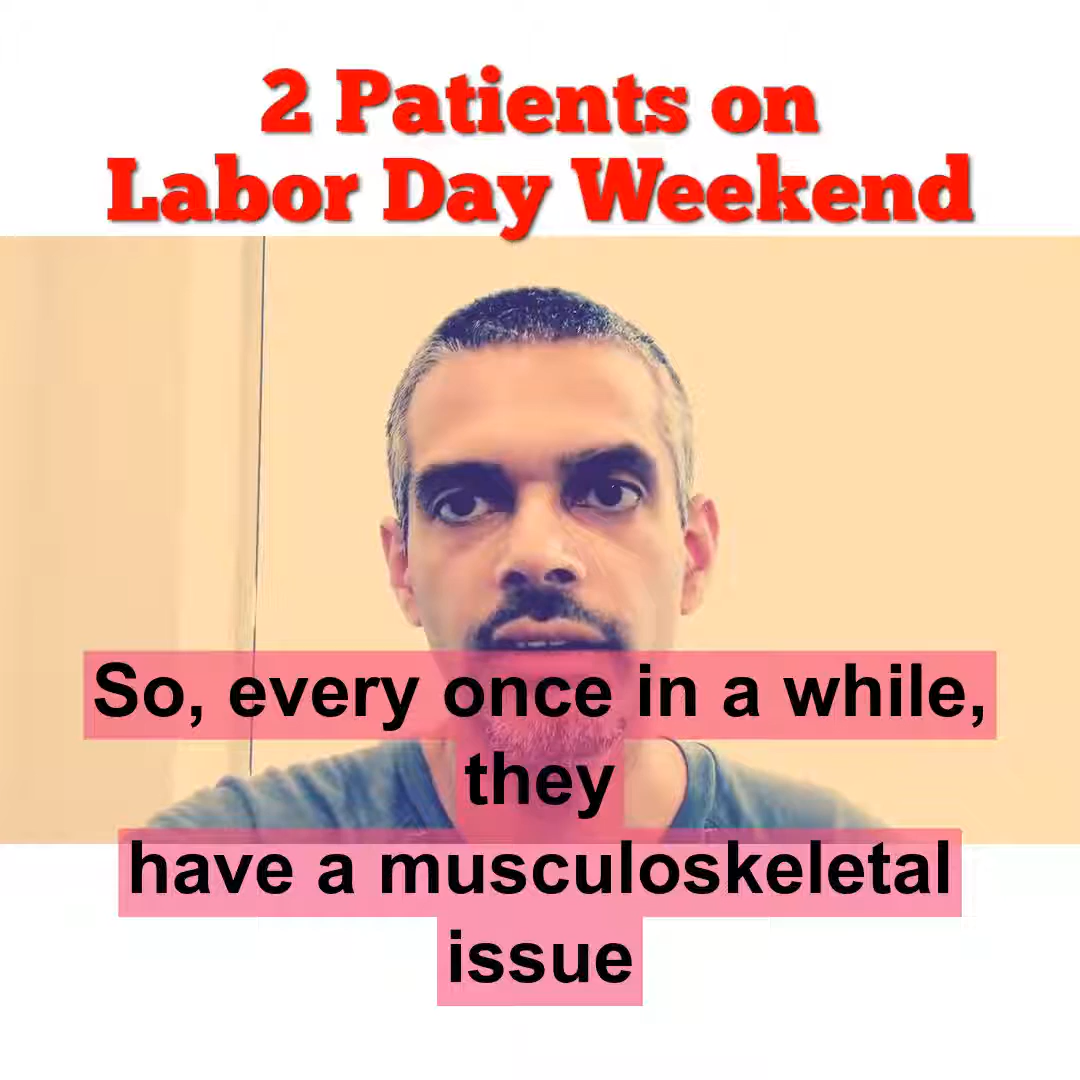 2 Patients on
Labor Day Weekend
So, every once in a while,
they
have a musculoskeletal
issue